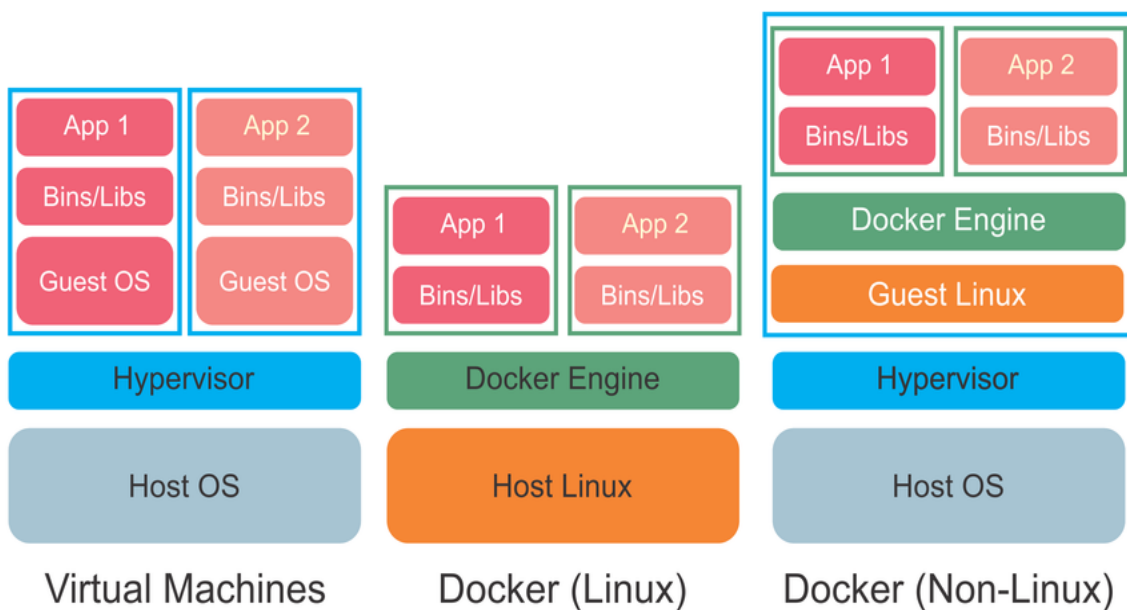 App 1
App 2
Bins/Libs
Bins/Libs
Guest OS
Guest OS
Hypervisor
Host OS
Virtual Machines
App 1
App 2
Bins/Libs
Bins/Libs
Docker Engine
Host Linux
Docker (Linux)
App 1
App 2
Bins/Libs
Bins/Libs
Docker Engine
Guest Linux
Hypervisor
Host OS
Docker (Non-Linux)